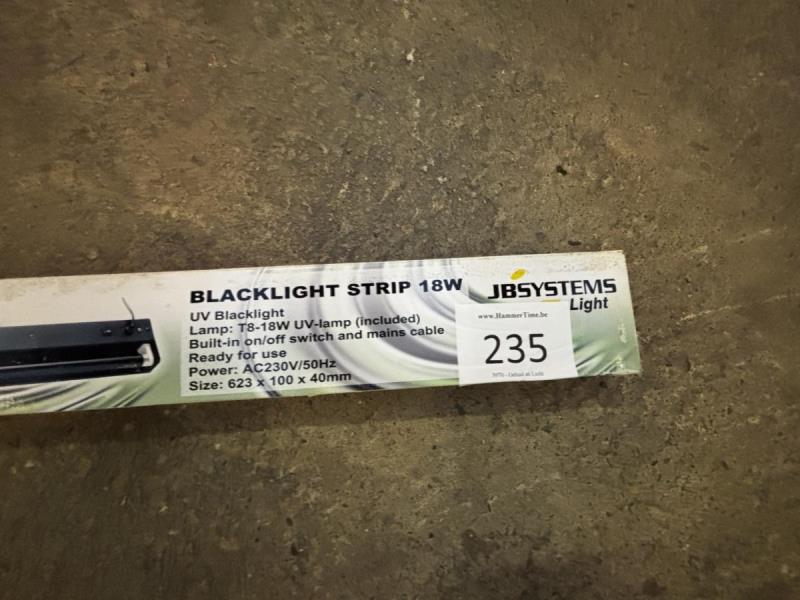 BLACKLIGHT STRIP 18W
UV Blacklight
Lamp: T8-18W UV-lamp (included)
Built-in on/off switch and mains cable
Ready for use
Power: AC230V/50Hz
Size: 623 x 100 x 40mm
JBSYSTEMS
Light
www.HammerTime.be
235